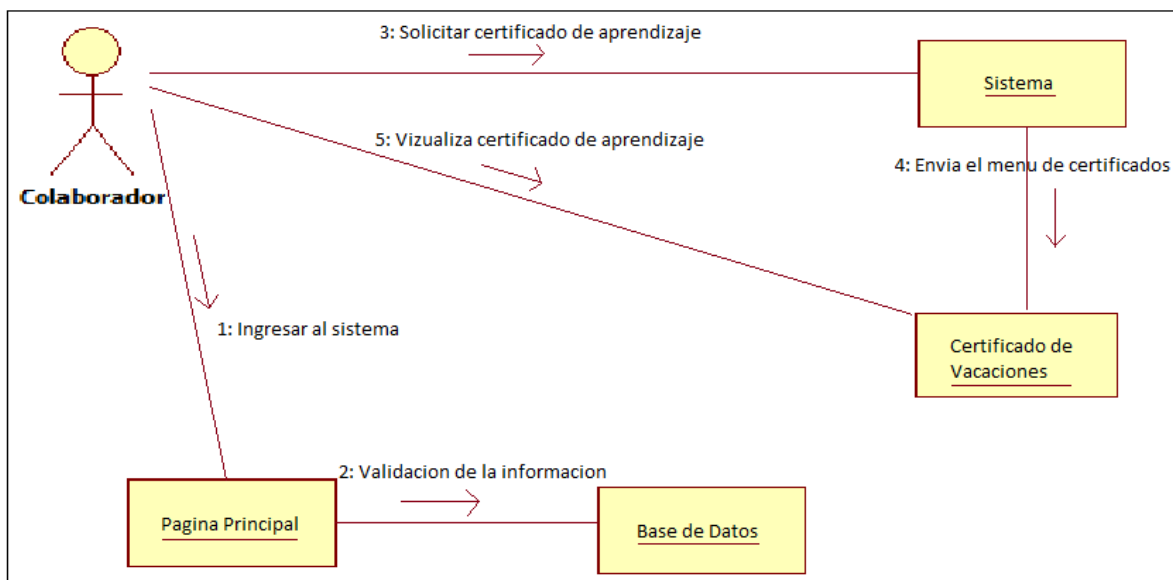 3: Solicitar certificado de aprendizaje
Sistema
5: Vizualiza certificado de aprendizaje
4: Envia el menu de certificados
Colaborador
1: Ingresar al sistema
Certificado de
Vacaciones
2: Validacion de la informacion
Pagina Principal
Base de Datos